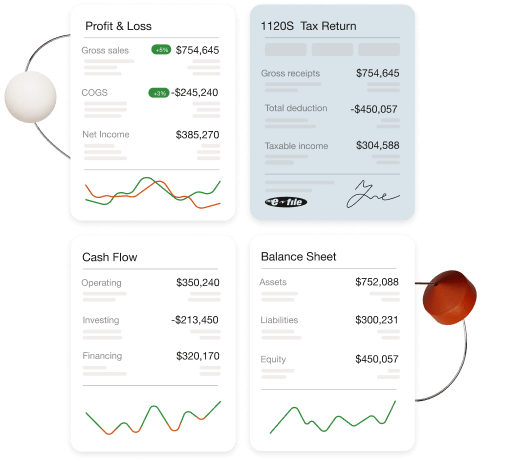 Profit & Loss
Gross sales +5% $754,645
COGS +3% -$245,240
Net Income $385,270
1120S Tax Return
Gross receipts $754,645
Total deduction -$450,057
Taxable income $304,588
e-file
Cash Flow
Operating $350,240
Investing -$213,450
Financing $320,170
Balance Sheet
Assets $752,088
Liabilities $300,231
Equity $450,057